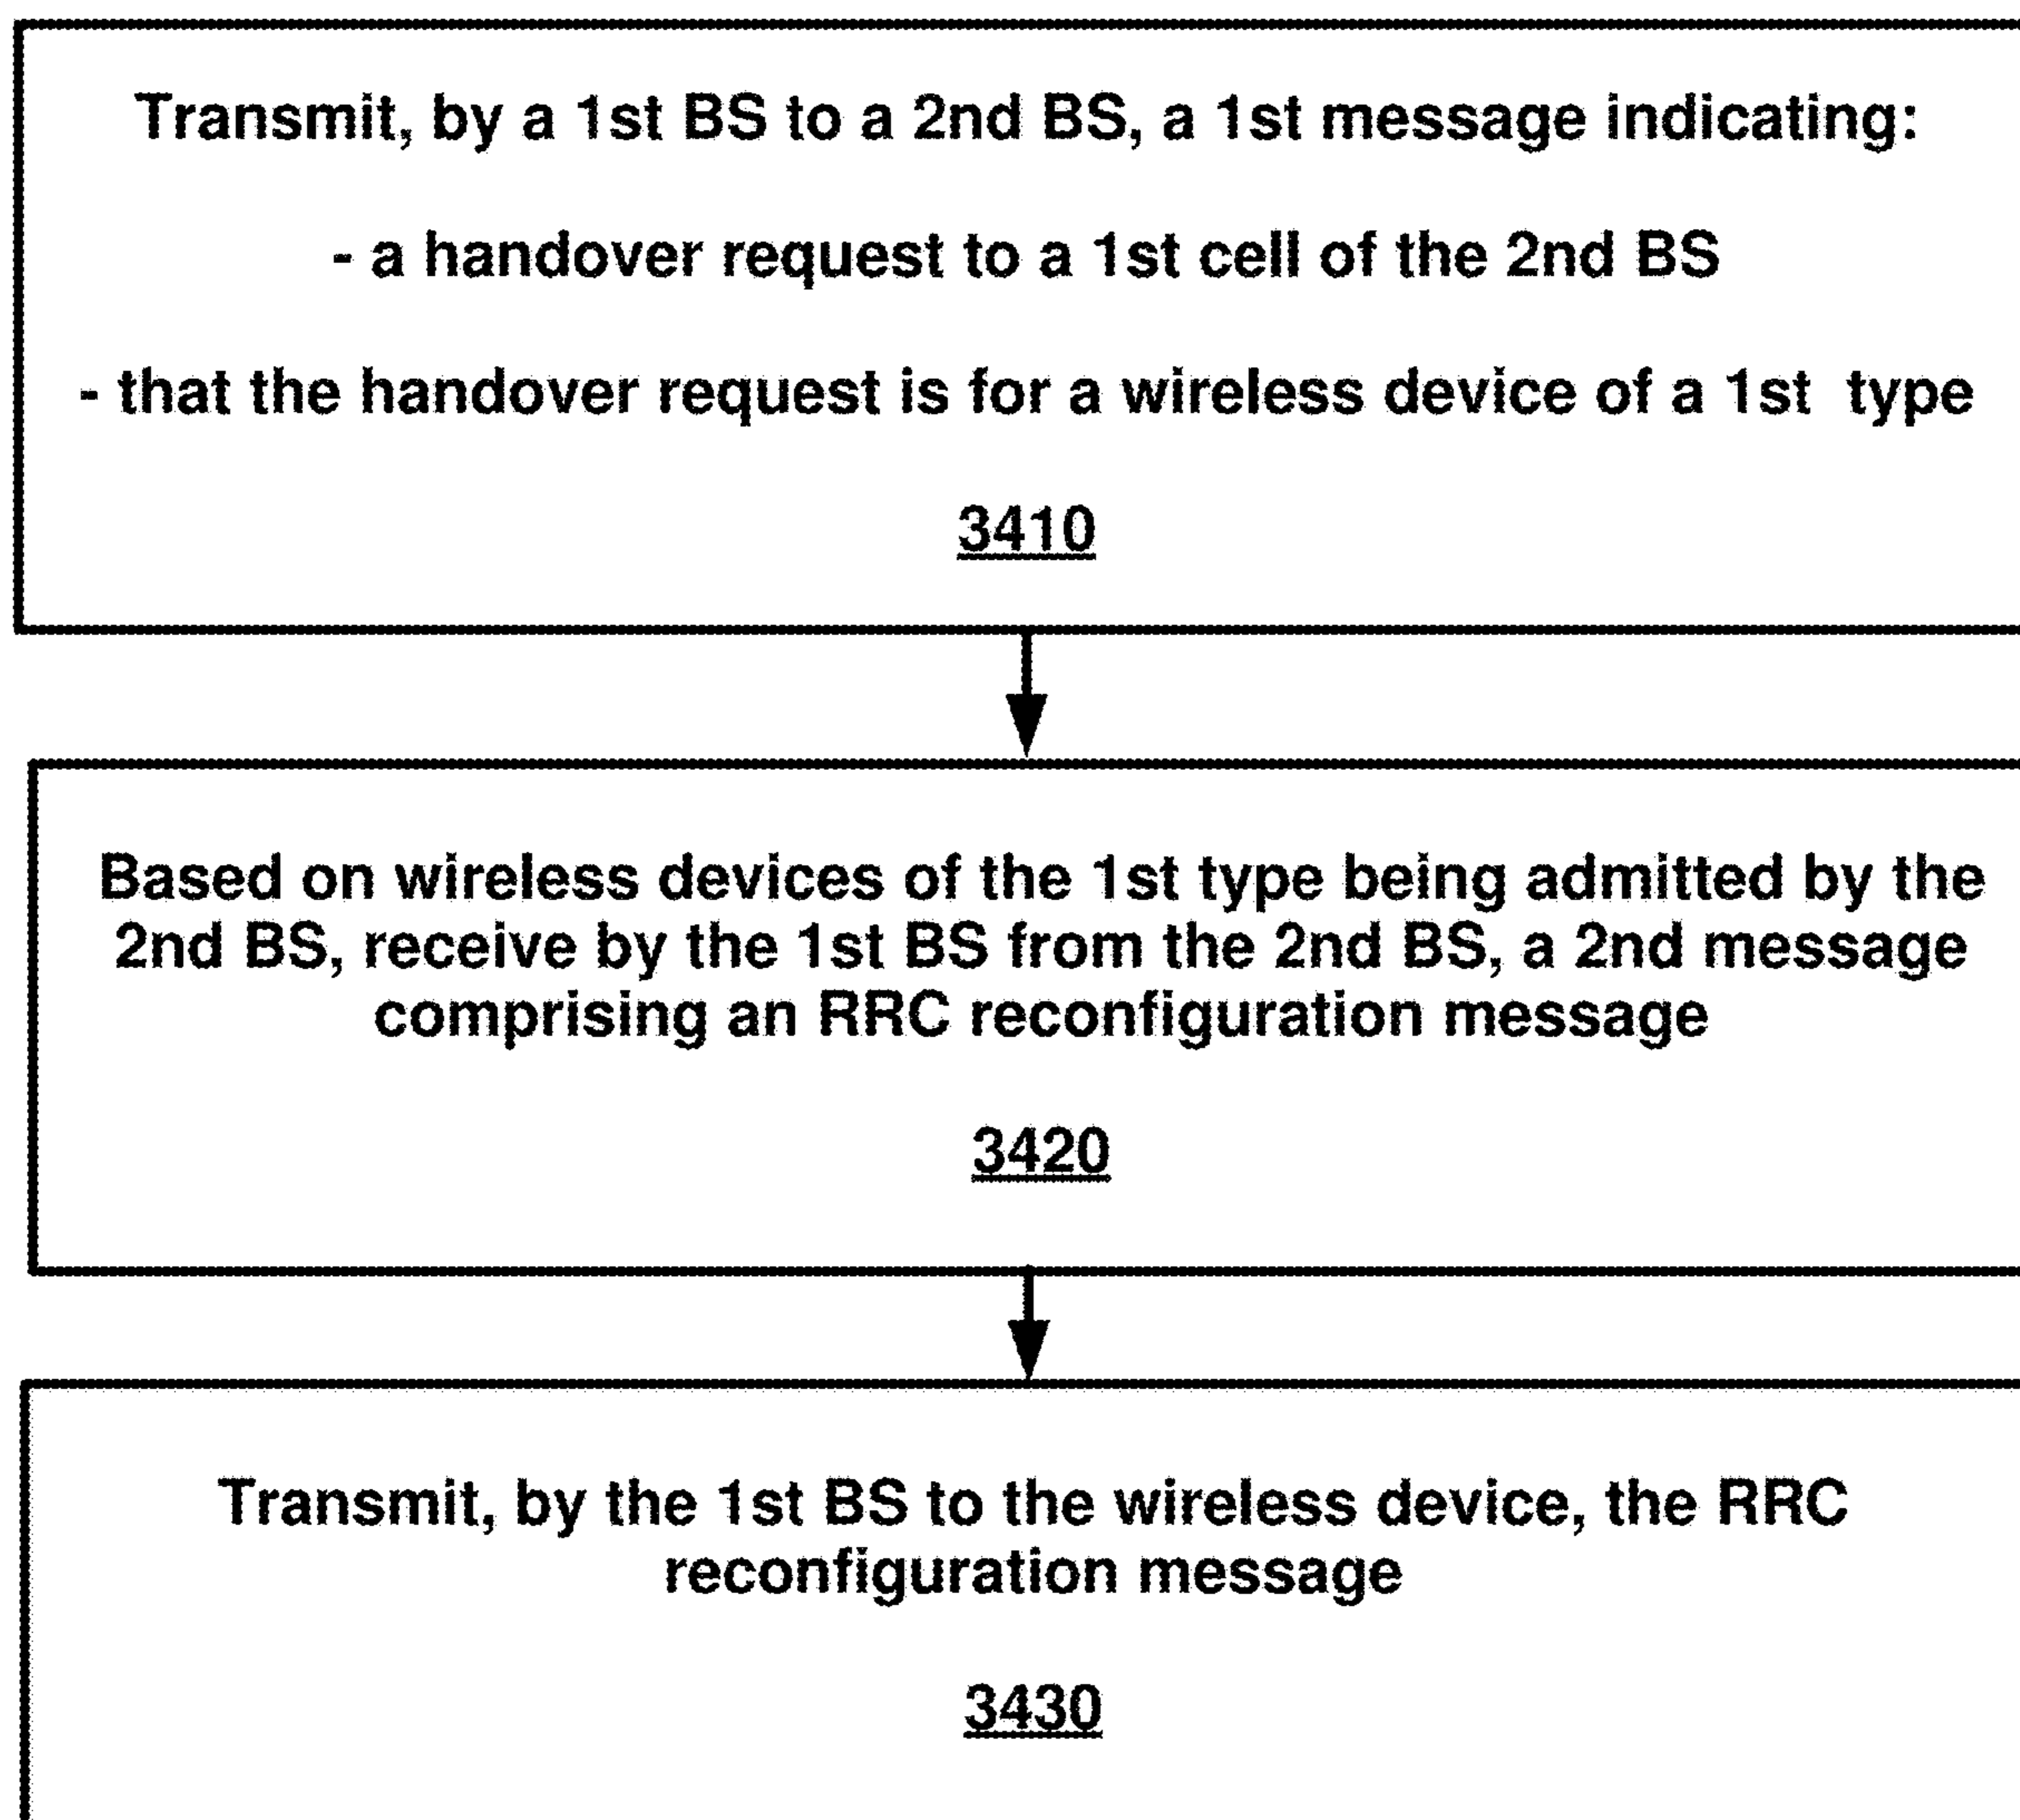 Transmit, by a 1st BS to a 2nd BS, a 1st message indicating:
- a handover request to a 1st cell of the 2nd BS
- that the handover request is for a wireless device of a 1st  type
3410
Based on wireless devices of the 1st type being admitted by the
2nd BS, receive by the 1st BS from the 2nd BS, a 2nd message
comprising an RRC reconfiguration message
3420
Transmit, by the 1st BS to the wireless device, the RRC
reconfiguration message
3430